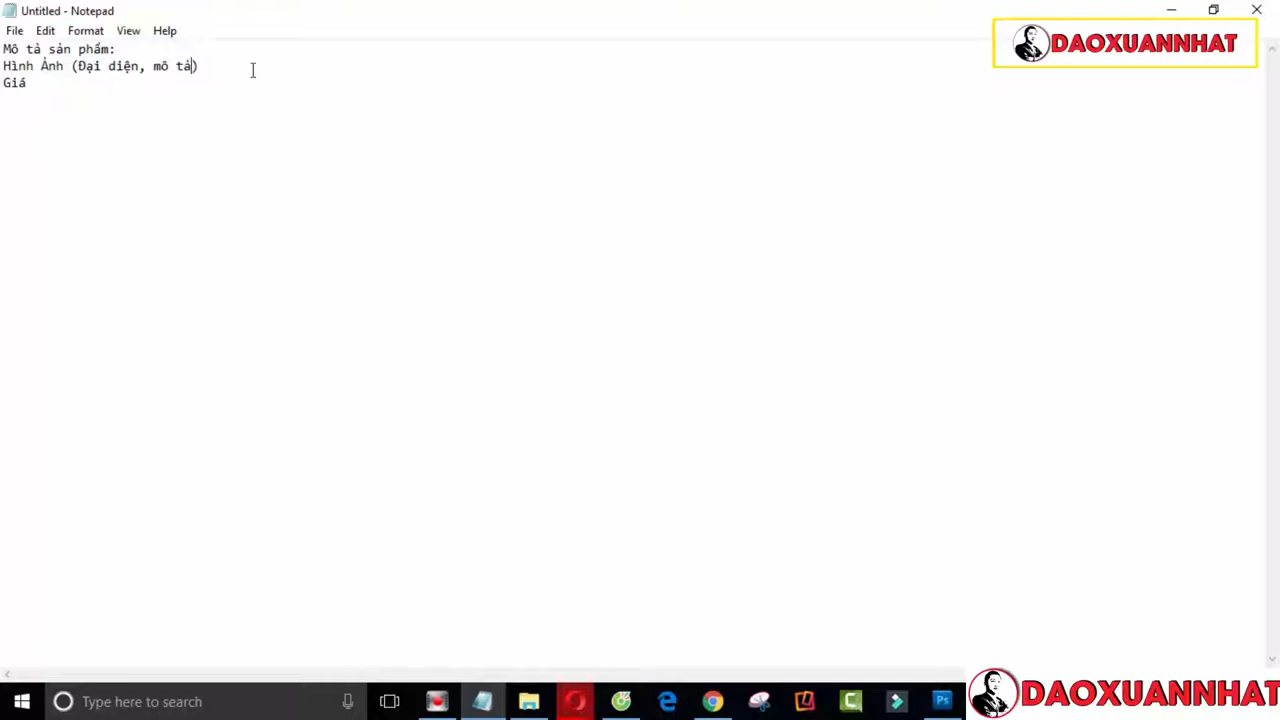 Untitled - Notepad
File Edit Format View Help
DAOXUANNHAT
Mô tả sản phẩm:
Hình Ảnh (Đại diện, mô tả)
Giá
Type here to search
Ps
DAOXUANNHAT